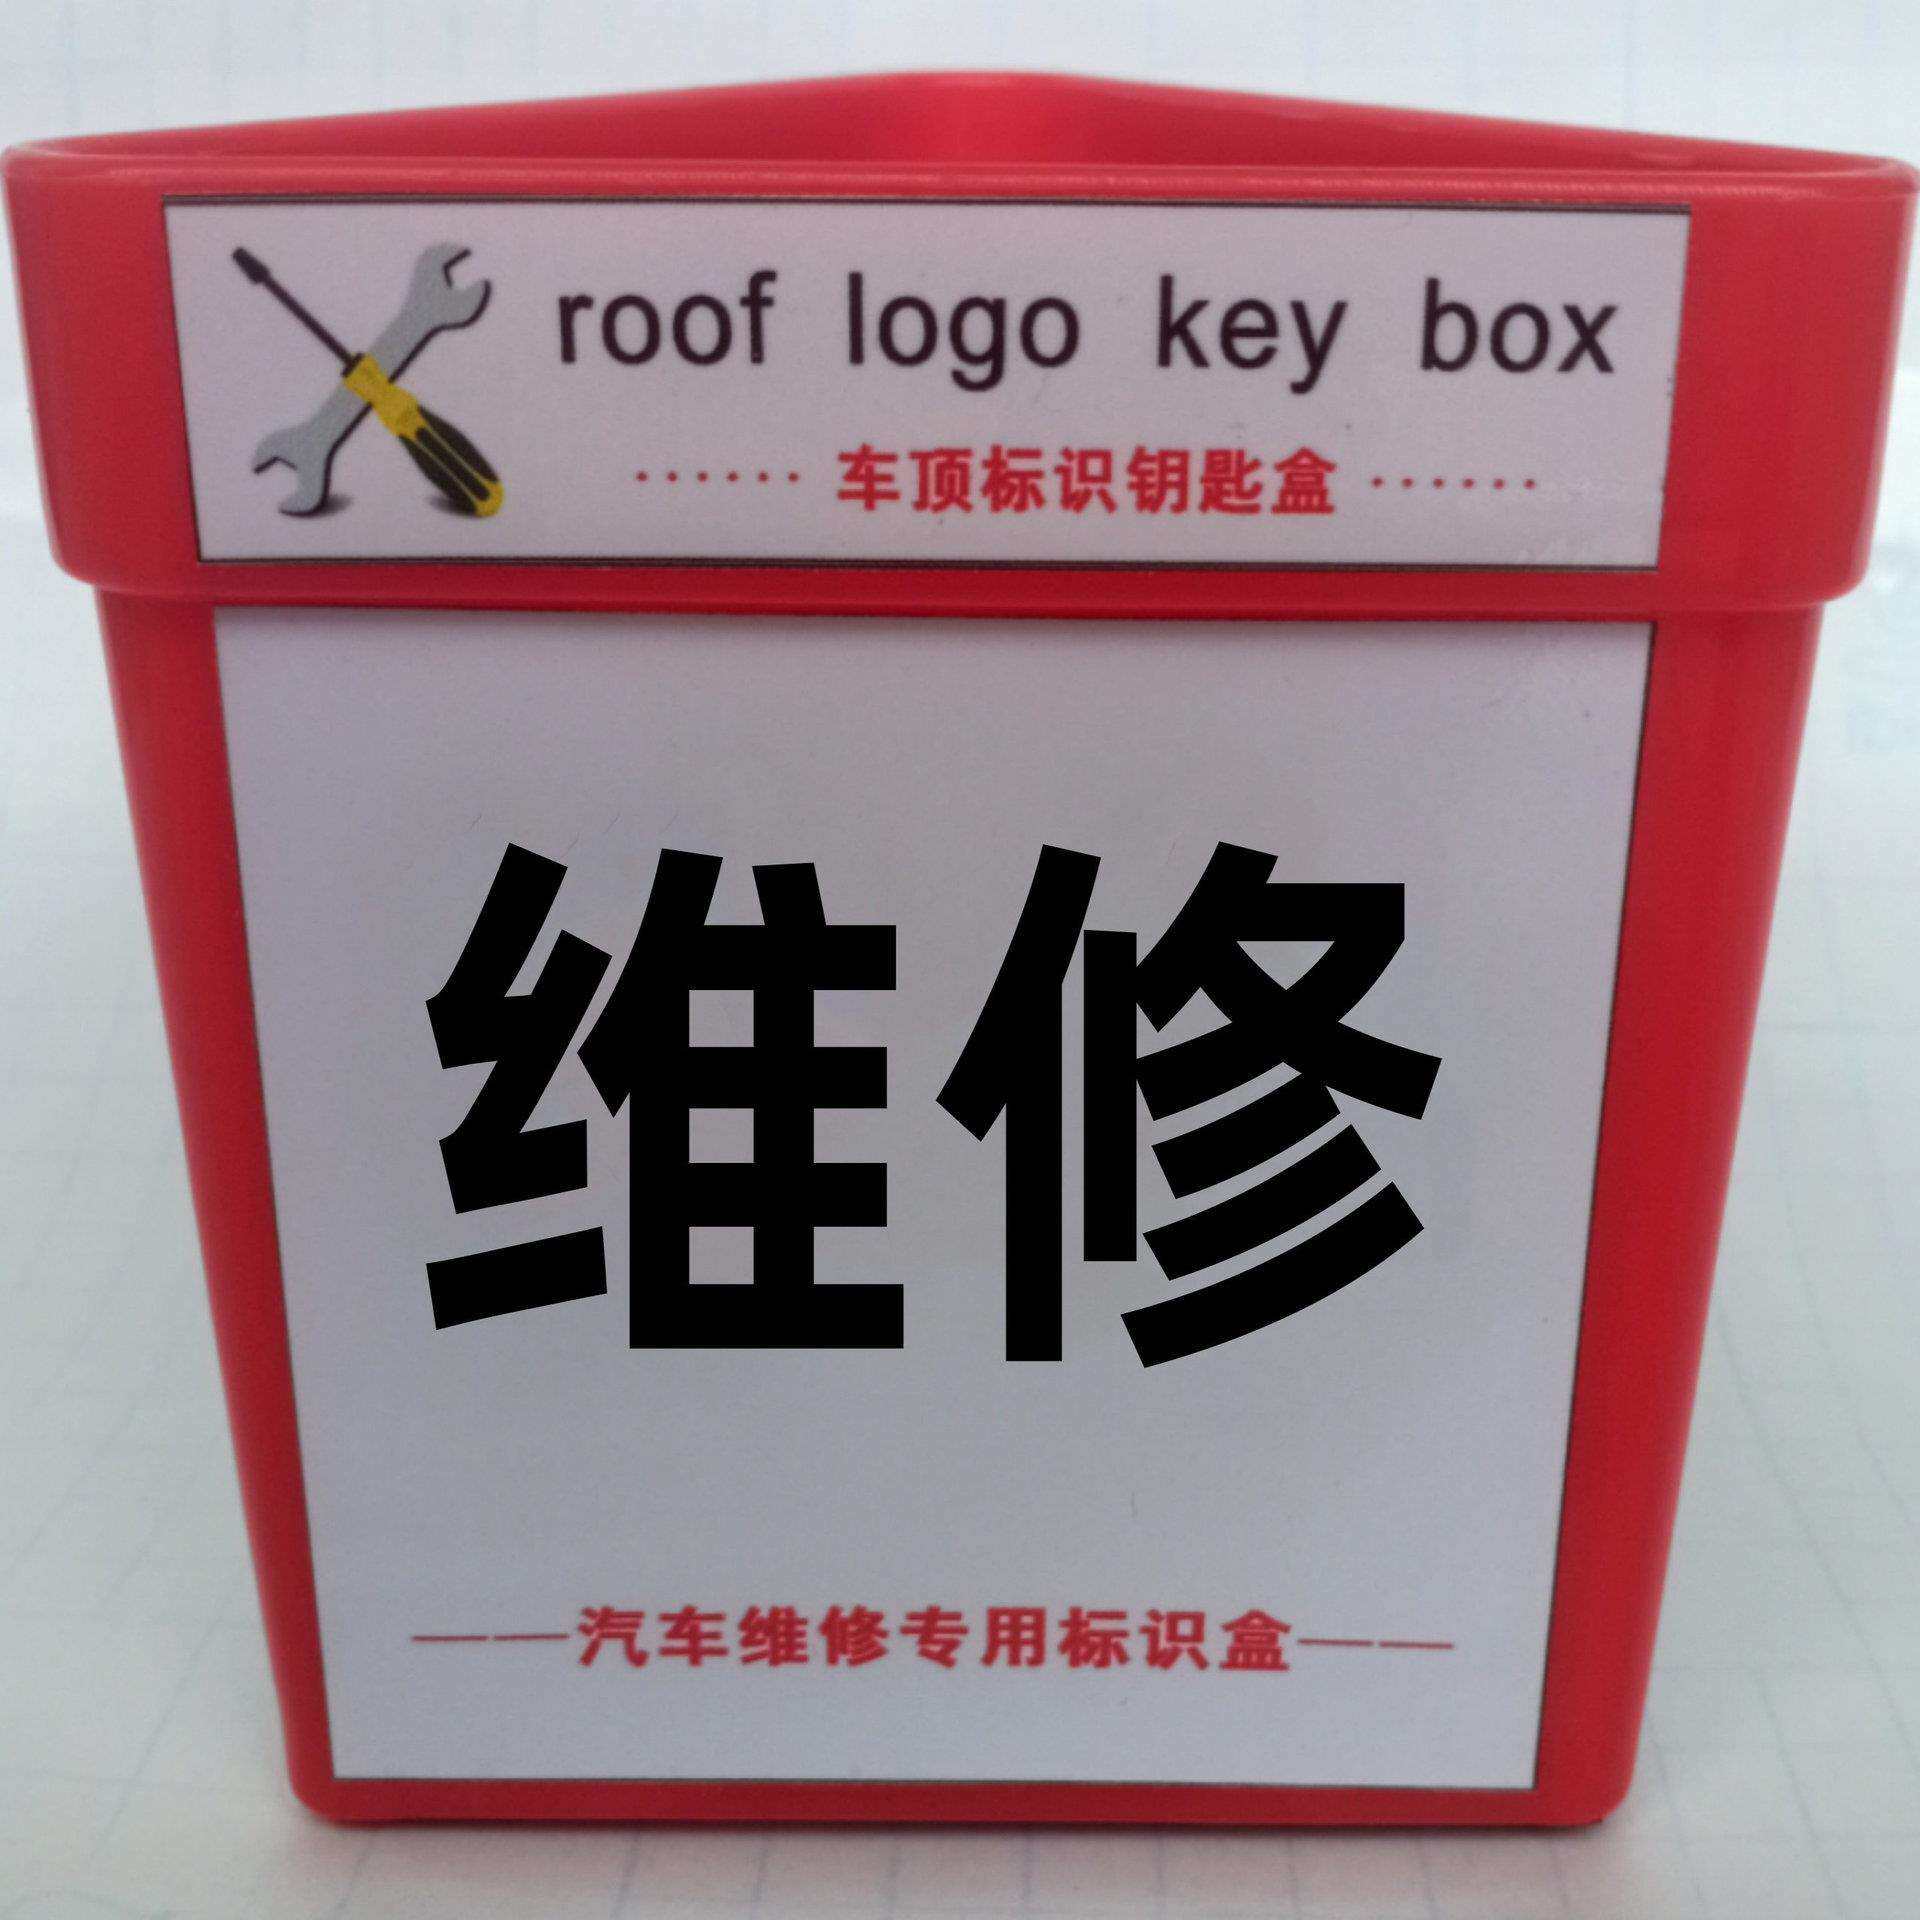 roof logo key box
······车顶标识钥匙盒······
维修
——汽车维修专用标识盒——